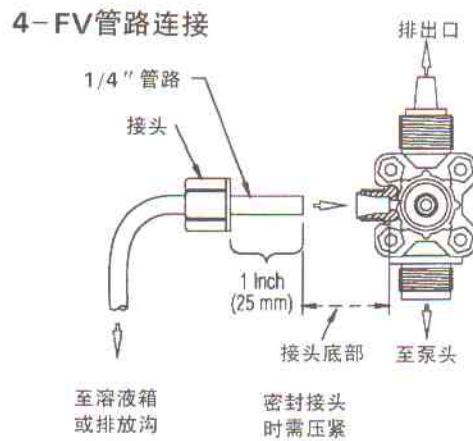 4-FV管路连接
排出口
1/4"管路
接头
1 Inch
(25 mm)
接头底部
至泵头
至溶液箱
或排放沟
密封接头
时需压紧